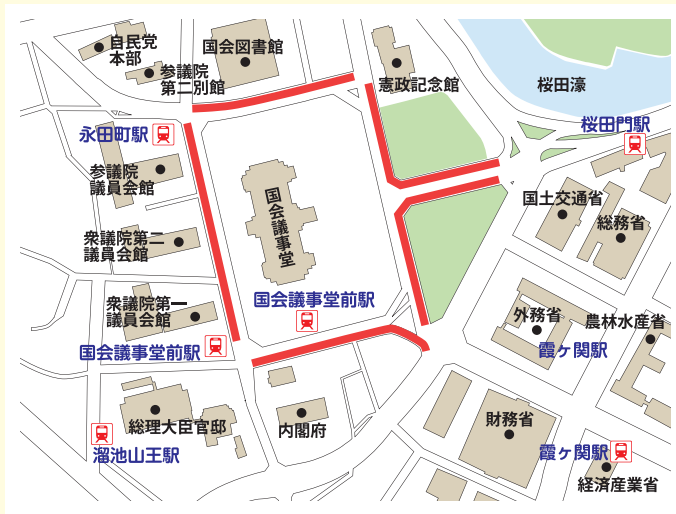 自民党
本部
国会図書館
参議院
第二別館
憲政記念館
桜田濠
永田町駅
桜田門駅
参議院
議員会館
国土交通省
総務省
国会議事堂
衆議院第二
議員会館
国会議事堂前駅
衆議院第一
議員会館
外務省
農林水産省
国会議事堂前駅
霞ヶ関駅
総理大臣官邸
内閣府
財務省
溜池山王駅
霞ヶ関駅
経済産業省